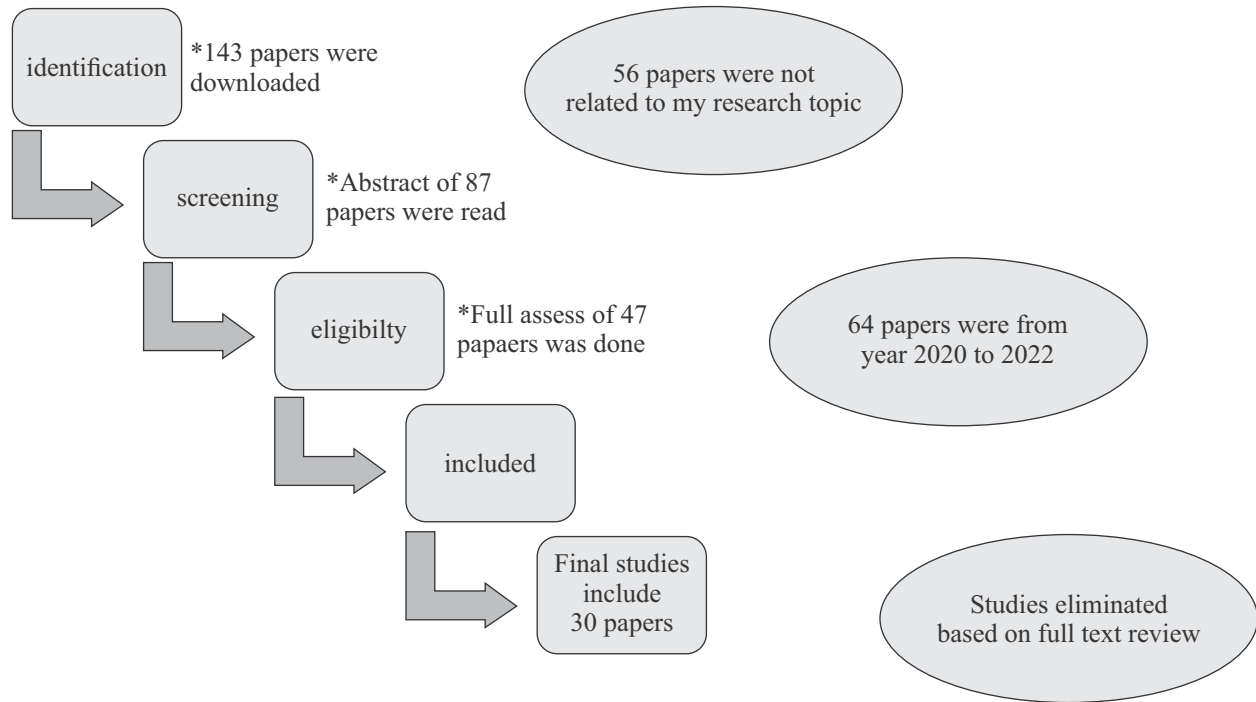 identification
*143 papers were
downloaded
56 papers were not
related to my research topic
screening
*Abstract of 87
papers were read
eligibilty
*Full assess of 47
papaers was done
64 papers were from
year 2020 to 2022
included
Final studies
include
30 papers
Studies eliminated
based on full text review